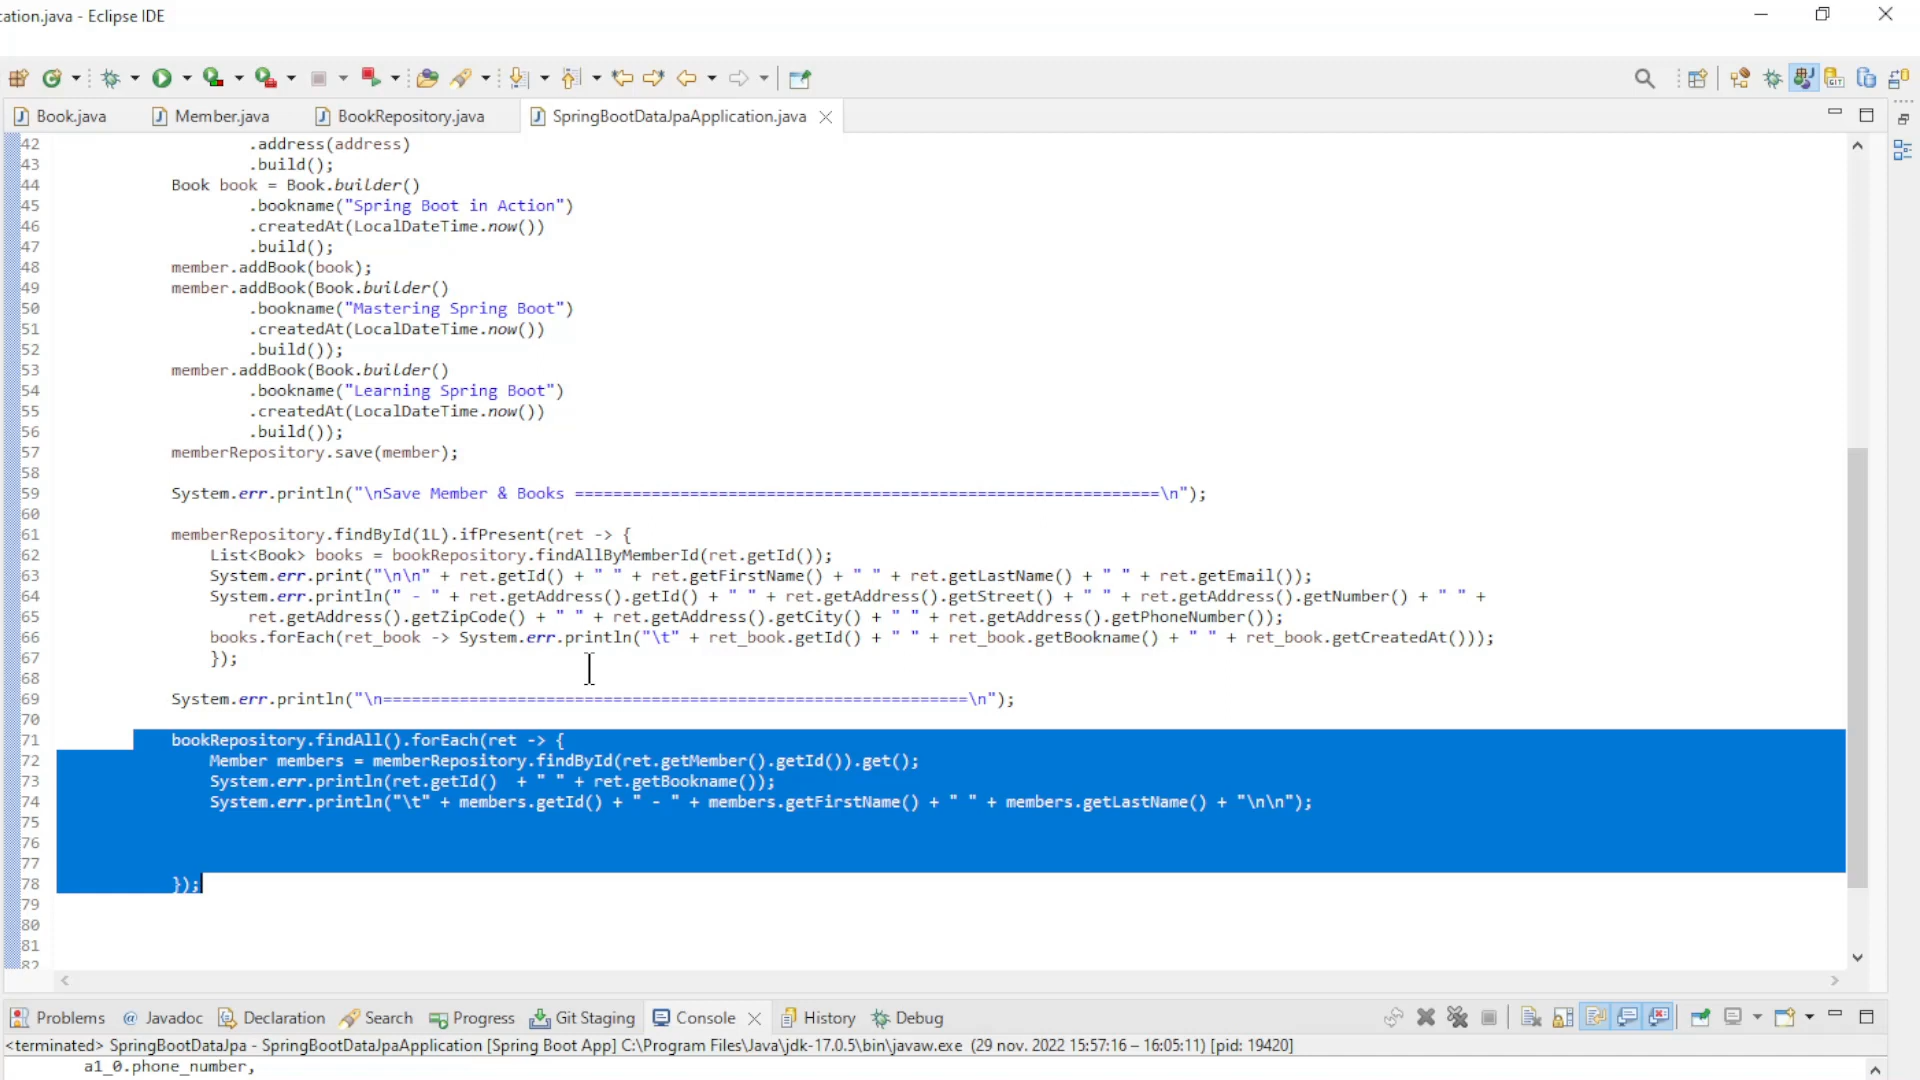 cation.java - Eclipse IDE
Book.java Member.java BookRepository.java SpringBootDataJpaApplication.java
42 .address(address)
43 .build();
44 Book book = Book.builder()
45 .bookname("Spring Boot in Action")
46 .createdAt(LocalDateTime.now())
47 .build();
48 member.addBook(book);
49 member.addBook(Book.builder()
50 .bookname("Mastering Spring Boot")
51 .createdAt(LocalDateTime.now())
52 .build());
53 member.addBook(Book.builder()
54 .bookname("Learning Spring Boot")
55 .createdAt(LocalDateTime.now())
56 .build());
57 memberRepository.save(member);
58
59 System.err.println("\nSave Member & Books =============================================================\n");
60
61 memberRepository.findById(1L).ifPresent(ret -> {
62 List<Book> books = bookRepository.findAllByMemberId(ret.getId());
63 System.err.print("\n\n" + ret.getId() + " " + ret.getFirstName() + " " + ret.getLastName() + " " + ret.getEmail());
64 System.err.println(" - " + ret.getAddress().getId() + " " + ret.getAddress().getStreet() + " " + ret.getAddress().getNumber() + " " +
65 ret.getAddress().getZipCode() + " " + ret.getAddress().getCity() + " " + ret.getAddress().getPhoneNumber());
66 books.forEach(ret_book -> System.err.println("\t" + ret_book.getId() + " " + ret_book.getBookname() + " " + ret_book.getCreatedAt()));
67 });
68
69 System.err.println("\n=============================================================\n");
70
71 bookRepository.findAll().forEach(ret -> {
72 Member members = memberRepository.findById(ret.getMember().getId()).get();
73 System.err.println(ret.getId() + " " + ret.getBookname());
74 System.err.println("\t" + members.getId() + " - " + members.getFirstName() + " " + members.getLastName() + "\n\n");
75
76
77
78 });
79
80
81
82
Problems @ Javadoc Declaration Search Progress Git Staging Console History Debug
<terminated> SpringBootDataJpa - SpringBootDataJpaApplication [Spring Boot App] C:\Program Files\Java\jdk-17.0.5\bin\javaw.exe (29 nov. 2022 15:57:16 – 16:05:11) [pid: 19420]
a1_0.phone_number,